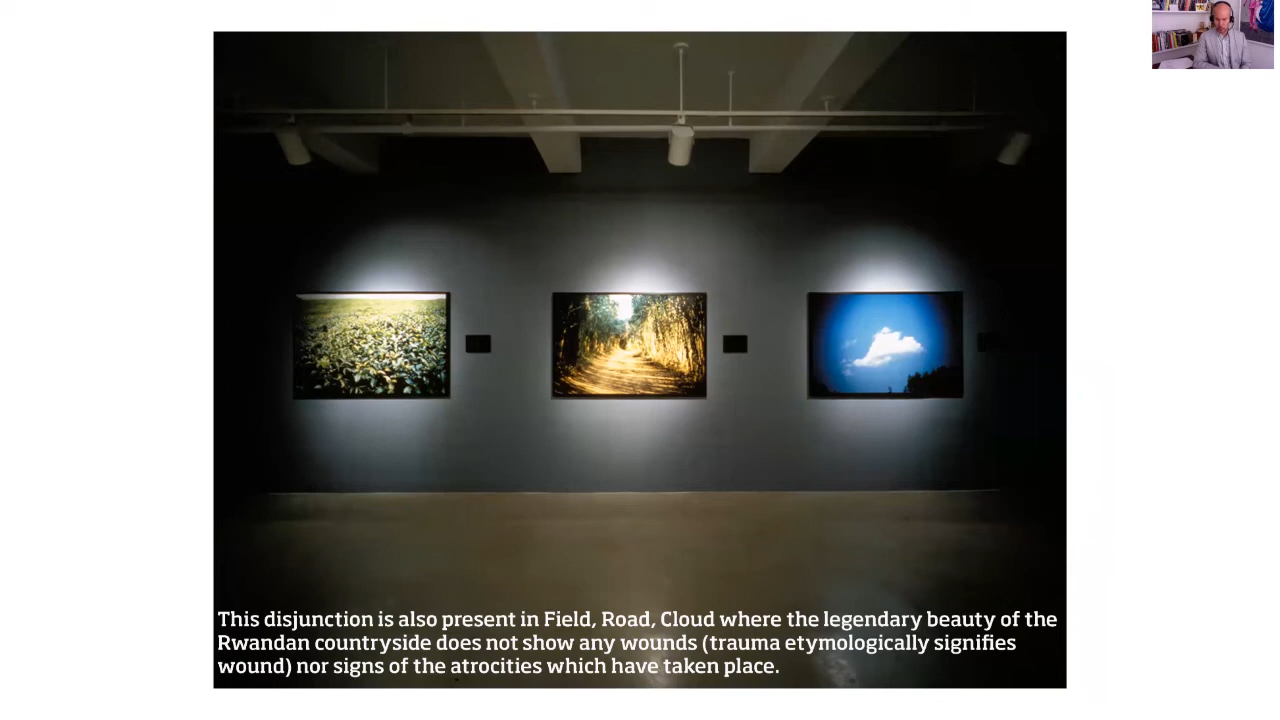 This disjunction is also present in Field, Road, Cloud where the legendary beauty of the
Rwandan countryside does not show any wounds (trauma etymologically signifies
wound) nor signs of the atrocities which have taken place.